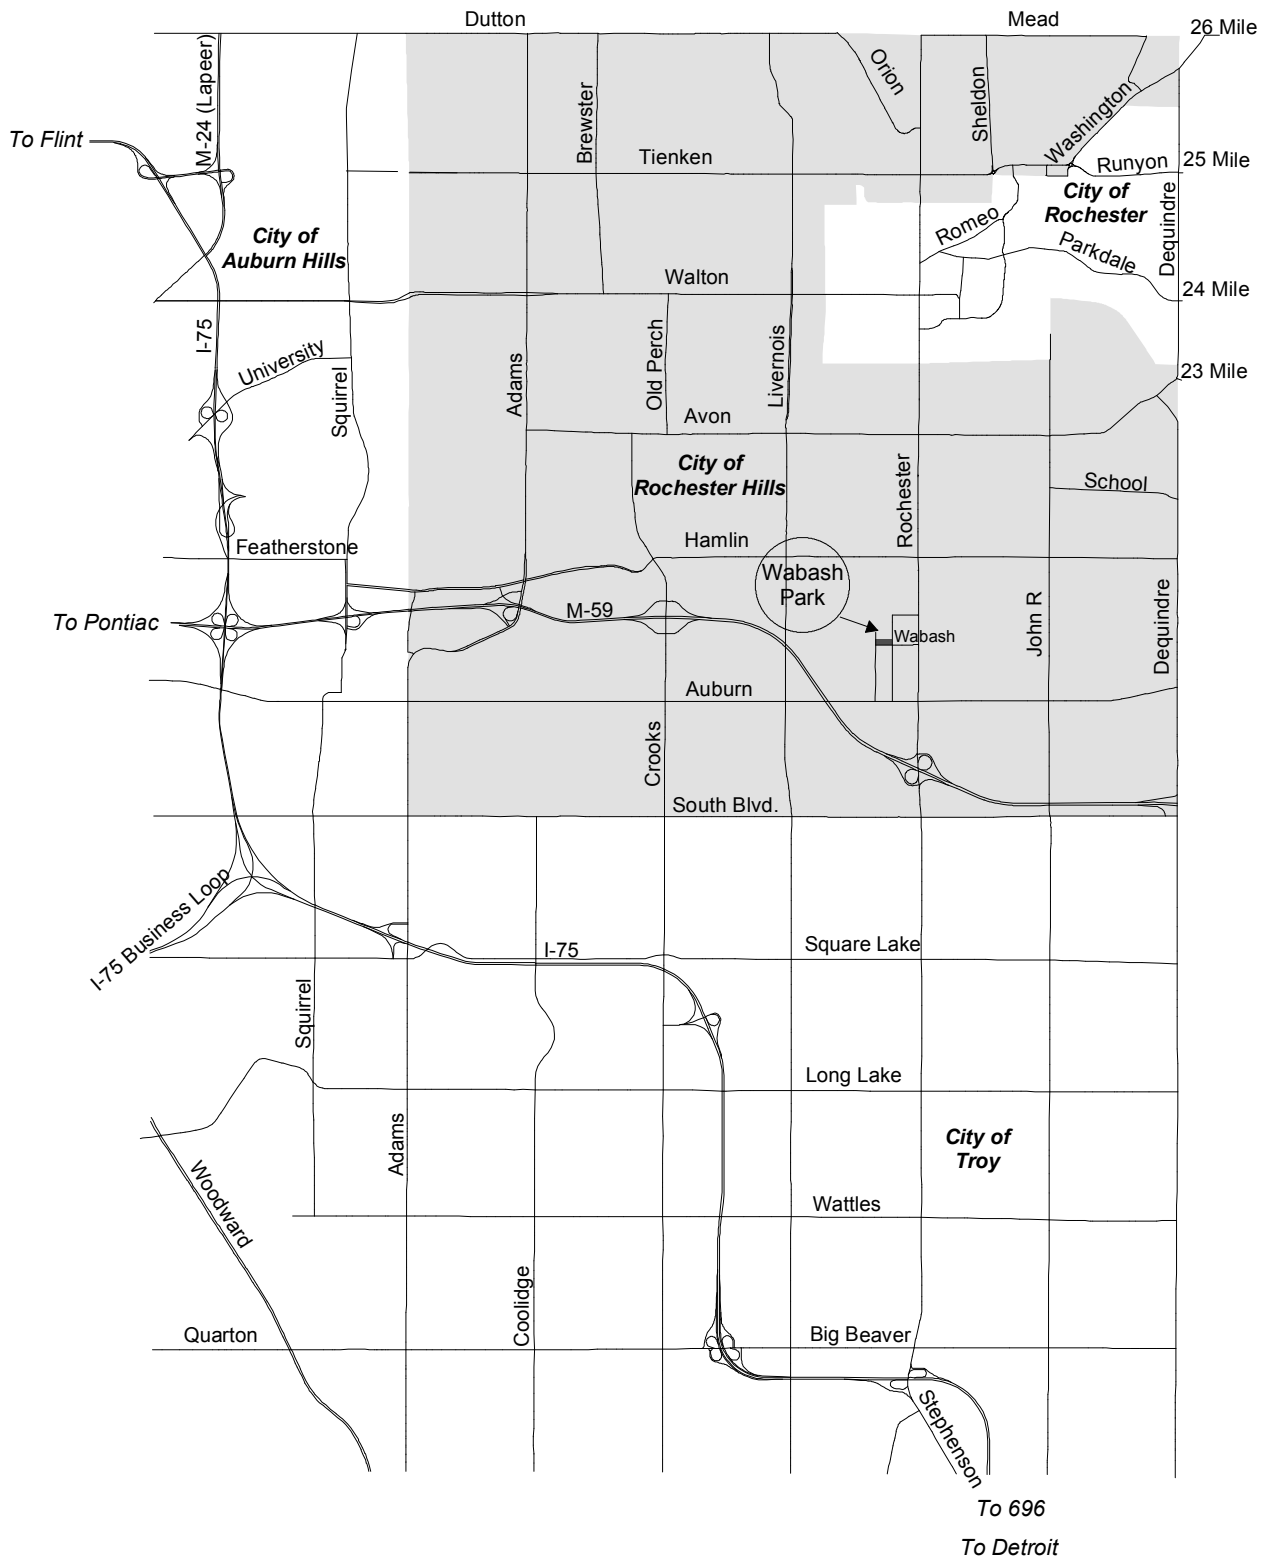 Dutton
Mead
26 Mile
M-24 (Lapeer)
Orion
Sheldon
Washington
Brewster
To Flint
Tienken
Runyon
25 Mile
City of
Rochester
Dequindre
City of
Auburn Hills
Romeo
Parkdale
Walton
24 Mile
I-75
University
Squirrel
Adams
Old Perch
Livernois
23 Mile
Avon
City of
Rochester Hills
Rochester
School
Featherstone
Hamlin
Wabash
Park
To Pontiac
M-59
Wabash
John R
Dequindre
Auburn
Crooks
South Blvd.
I-75 Business Loop
I-75
Square Lake
Squirrel
Long Lake
Adams
City of
Troy
Woodward
Wattles
Coolidge
Quarton
Big Beaver
Stephenson
To 696
To Detroit